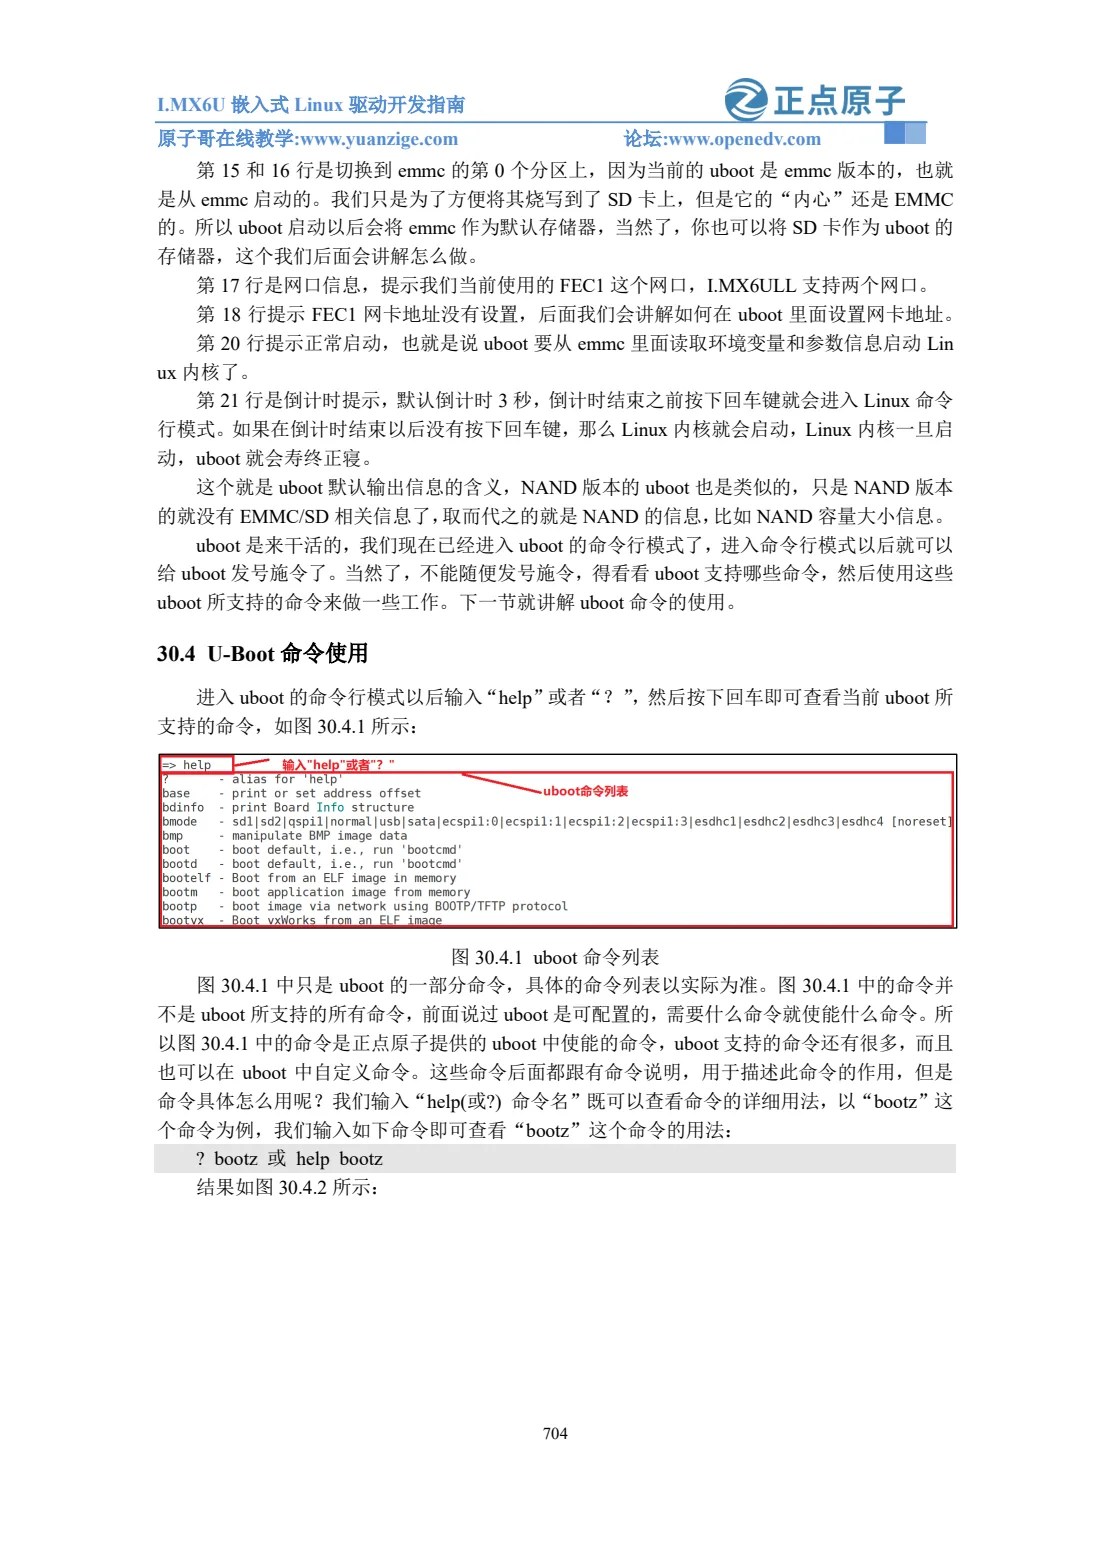 I.MX6U 嵌入式 Linux 驱动开发指南
正点原子
原子哥在线教学:www.yuanzige.com 论坛:www.openedv.com
第 15 和 16 行是切换到 emmc 的第 0 个分区上，因为当前的 uboot 是 emmc 版本的，也就
是从 emmc 启动的。我们只是为了方便将其烧写到了 SD 卡上，但是它的“内心”还是 EMMC
的。所以 uboot 启动以后会将 emmc 作为默认存储器，当然了，你也可以将 SD 卡作为 uboot 的
存储器，这个我们后面会讲解怎么做。
第 17 行是网口信息，提示我们当前使用的 FEC1 这个网口，I.MX6ULL 支持两个网口。
第 18 行提示 FEC1 网卡地址没有设置，后面我们会讲解如何在 uboot 里面设置网卡地址。
第 20 行提示正常启动，也就是说 uboot 要从 emmc 里面读取环境变量和参数信息启动 Lin
ux 内核了。
第 21 行是倒计时提示，默认倒计时 3 秒，倒计时结束之前按下回车键就会进入 Linux 命令
行模式。如果在倒计时结束以后没有按下回车键，那么 Linux 内核就会启动，Linux 内核一旦启
动，uboot 就会寿终正寝。
这个就是 uboot 默认输出信息的含义，NAND 版本的 uboot 也是类似的，只是 NAND 版本
的就没有 EMMC/SD 相关信息了，取而代之的就是 NAND 的信息，比如 NAND 容量大小信息。
uboot 是来干活的，我们现在已经进入 uboot 的命令行模式了，进入命令行模式以后就可以
给 uboot 发号施令了。当然了，不能随便发号施令，得看看 uboot 支持哪些命令，然后使用这些
uboot 所支持的命令来做一些工作。下一节就讲解 uboot 命令的使用。
30.4 U-Boot 命令使用
进入 uboot 的命令行模式以后输入“help”或者“？”，然后按下回车即可查看当前 uboot 所
支持的命令，如图 30.4.1 所示：
=> help 输入"help"或者"？"
? - alias for 'help'
uboot命令列表
base - print or set address offset
bdinfo - print Board Info structure
bmode - sd1|sd2|qspi1|normal|usb|sata|ecspi1:0|ecspi1:1|ecspi1:2|ecspi1:3|esdhc1|esdhc2|esdhc3|esdhc4 [noreset]
bmp - manipulate BMP image data
boot - boot default, i.e., run 'bootcmd'
bootd - boot default, i.e., run 'bootcmd'
bootelf - Boot from an ELF image in memory
bootm - boot application image from memory
bootp - boot image via network using BOOTP/TFTP protocol
bootvx - Boot vxWorks from an ELF image
图 30.4.1 uboot 命令列表
图 30.4.1 中只是 uboot 的一部分命令，具体的命令列表以实际为准。图 30.4.1 中的命令并
不是 uboot 所支持的所有命令，前面说过 uboot 是可配置的，需要什么命令就使能什么命令。所
以图 30.4.1 中的命令是正点原子提供的 uboot 中使能的命令，uboot 支持的命令还有很多，而且
也可以在 uboot 中自定义命令。这些命令后面都跟有命令说明，用于描述此命令的作用，但是
命令具体怎么用呢？我们输入“help(或?) 命令名”既可以查看命令的详细用法，以“bootz”这
个命令为例，我们输入如下命令即可查看“bootz”这个命令的用法：
? bootz 或 help bootz
结果如图 30.4.2 所示：
704